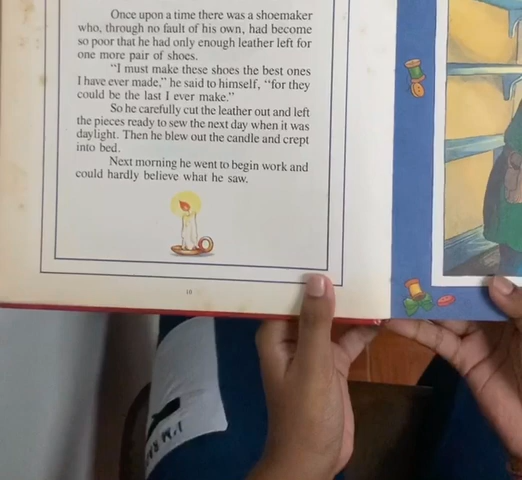 Once upon a time there was a shoemaker
who, through no fault of his own, had become
so poor that he had only enough leather left for
one more pair of shoes.
“I must make these shoes the best ones
I have ever made,” he said to himself, “for they
could be the last I ever make.”
So he carefully cut the leather out and left
the pieces ready to sew the next day when it was
daylight. Then he blew out the candle and crept
into bed.
Next morning he went to begin work and
could hardly believe what he saw.